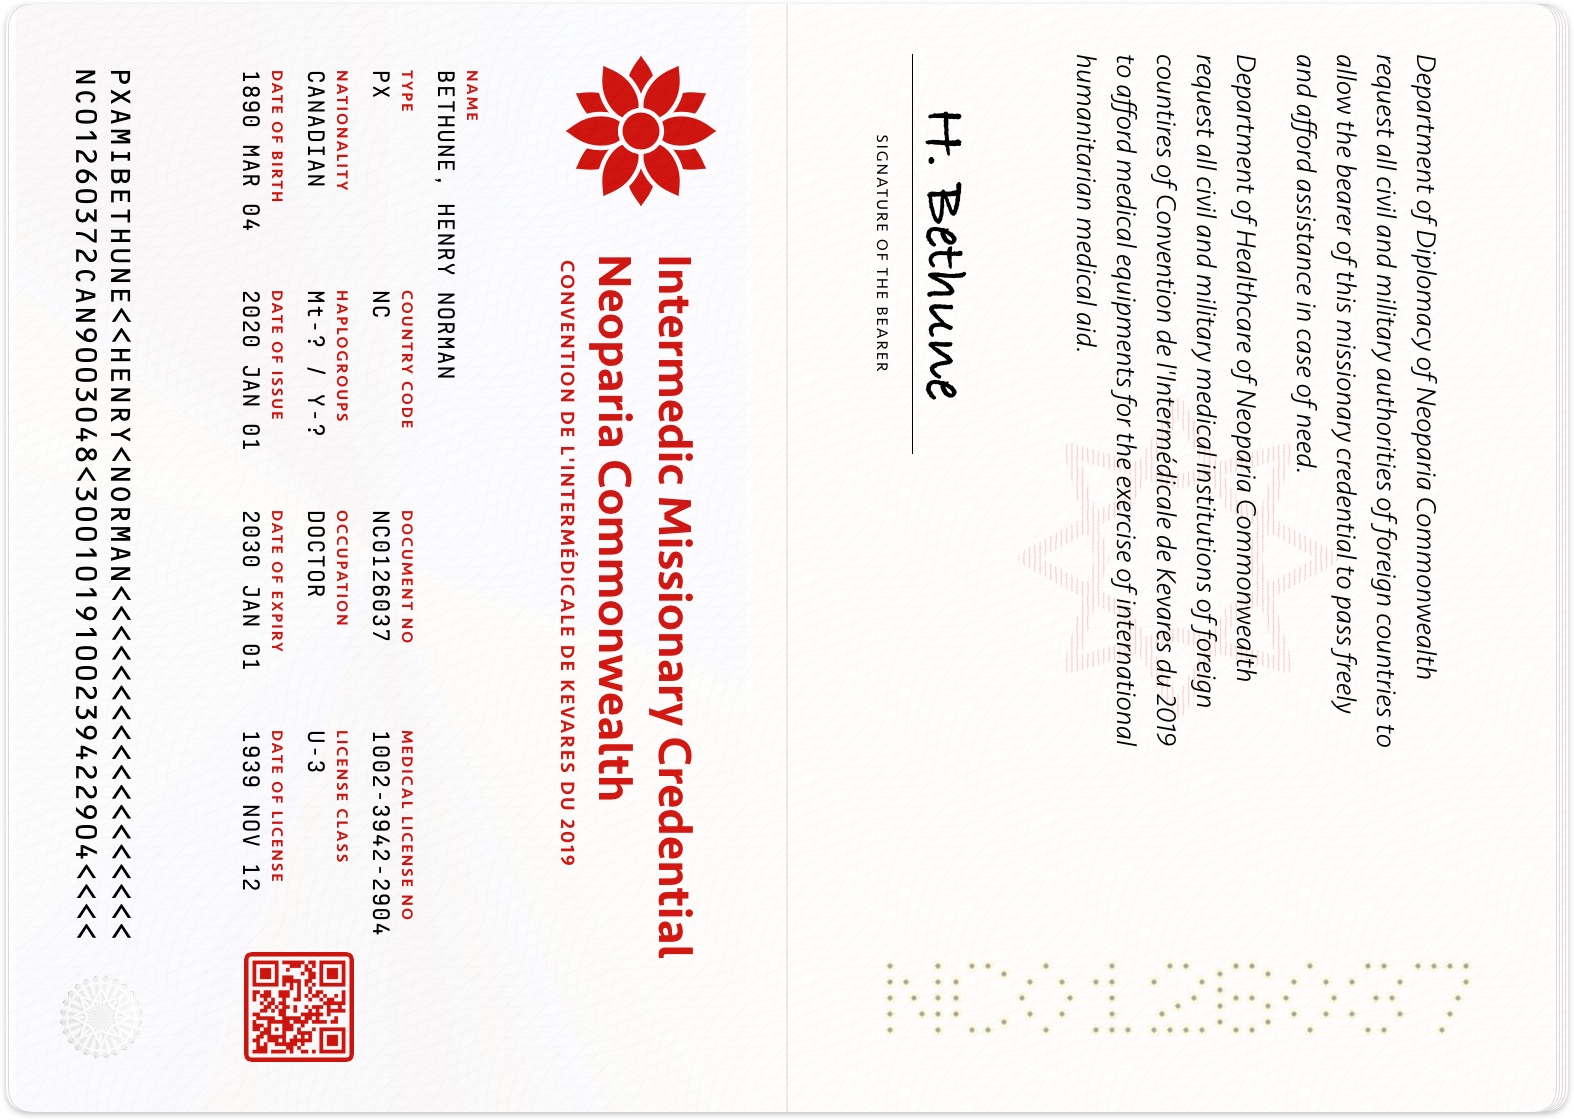 Department of Diplomacy of Neoparia Commonwealth
request all civil and military authorities of foreign countries to
allow the bearer of this missionary credential to pass freely
and afford assistance in case of need.
Department of Healthcare of Neoparia Commonwealth
request all civil and military medical institutions of foreign
countires of Convention de l'Intermédicale de Kevares du 2019
to afford medical equipments for the exercise of international
humanitarian medical aid.
H. Bethune
SIGNATURE OF THE BEARER
NC0126037
Intermedic Missionary Credential
Neoparia Commonwealth
CONVENTION DE L'INTERMÉDICALE DE KEVARES DU 2019
NAME
BETHUNE, HENRY NORMAN
TYPE COUNTRY CODE DOCUMENT NO MEDICAL LICENSE NO
PX NC NC0126037 1002-3942-2904
NATIONALITY HAPLOGROUPS OCCUPATION LICENSE CLASS
CANADIAN Mt-? / Y-? DOCTOR U-3
DATE OF BIRTH DATE OF ISSUE DATE OF EXPIRY DATE OF LICENSE
1890 MAR 04 2020 JAN 01 2030 JAN 01 1939 NOV 12
PXAMIBETHUNE<<HENRY<NORMAN<<<<<<<<<<<<<<<<<<
NC01260372CAN9003048<3001019100239422904<<<<